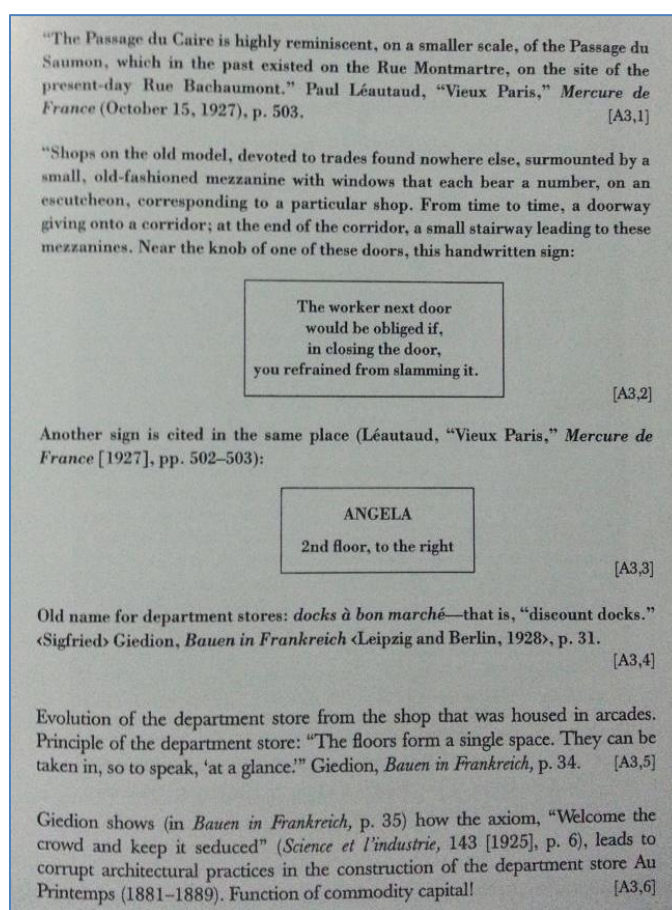 “The Passage du Caire is highly reminiscent, on a smaller scale, of the Passage du
Saumon, which in the past existed on the Rue Montmartre, on the site of the
present-day Rue Bachaumont.” Paul Léautaud, “Vieux Paris,” Mercure de
France (October 15, 1927), p. 503. [A3,1]
“Shops on the old model, devoted to trades found nowhere else, surmounted by a
small, old-fashioned mezzanine with windows that each bear a number, on an
escutcheon, corresponding to a particular shop. From time to time, a doorway
giving onto a corridor; at the end of the corridor, a small stairway leading to these
mezzanines. Near the knob of one of these doors, this handwritten sign:
The worker next door
would be obliged if,
in closing the door,
you refrained from slamming it.
[A3,2]
Another sign is cited in the same place (Léautaud, “Vieux Paris,” Mercure de
France [1927], pp. 502–503):
ANGELA
2nd floor, to the right
[A3,3]
Old name for department stores: docks à bon marché—that is, “discount docks.”
‹Sigfried› Giedion, Bauen in Frankreich ‹Leipzig and Berlin, 1928›, p. 31.
[A3,4]
Evolution of the department store from the shop that was housed in arcades.
Principle of the department store: “The floors form a single space. They can be
taken in, so to speak, ‘at a glance.’” Giedion, Bauen in Frankreich, p. 34. [A3,5]
Giedion shows (in Bauen in Frankreich, p. 35) how the axiom, “Welcome the
crowd and keep it seduced” (Science et l’industrie, 143 [1925], p. 6), leads to
corrupt architectural practices in the construction of the department store Au
Printemps (1881–1889). Function of commodity capital! [A3,6]